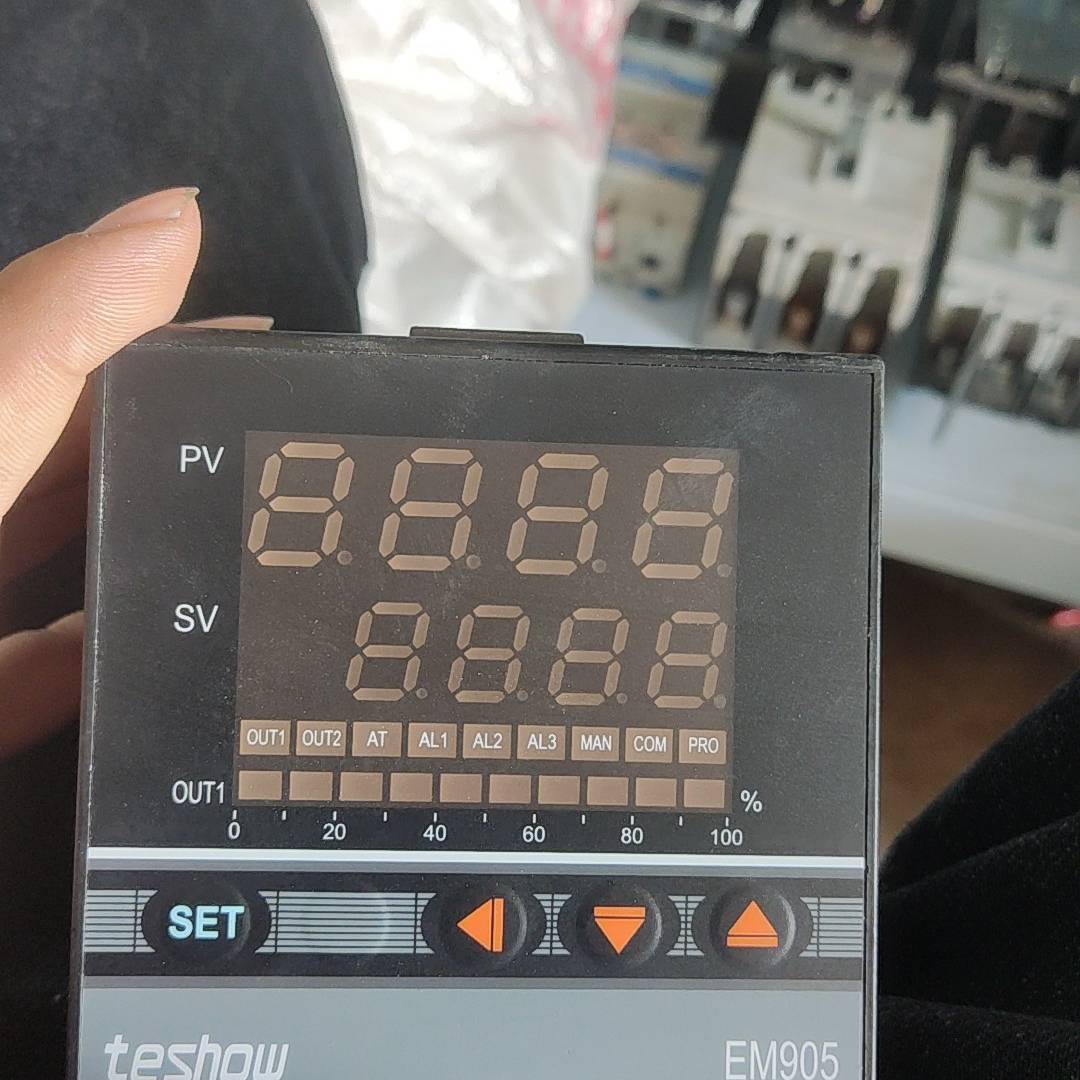 PV
SV
OUT1 OUT2 AT AL1 AL2 AL3 MAN COM PRO
OUT1 %
0 20 40 60 80 100
SET
teshow EM905